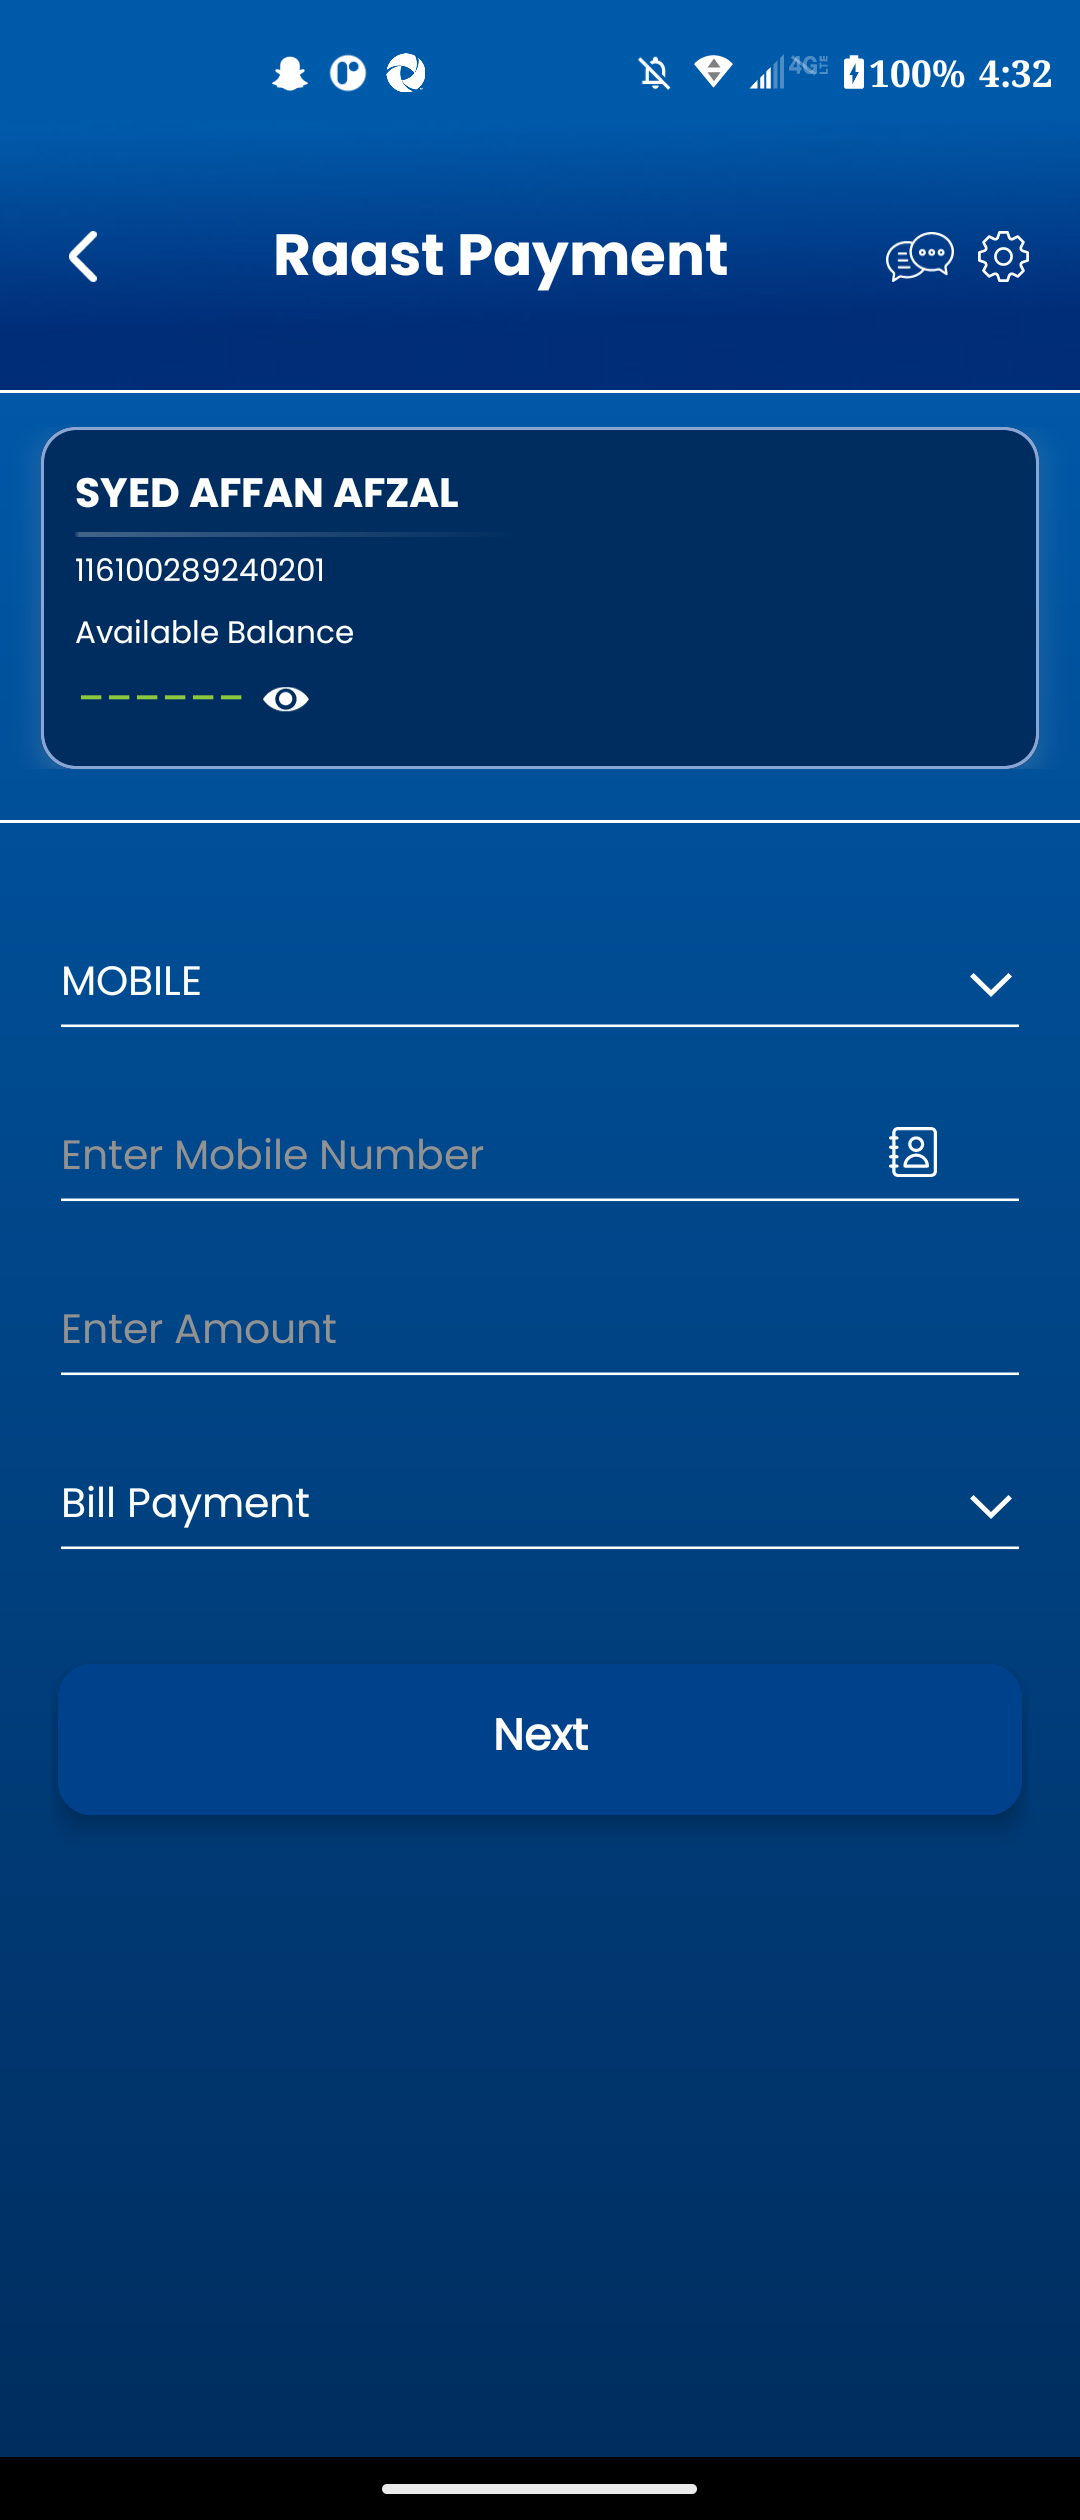 4G LTE 100% 4:32
Raast Payment
SYED AFFAN AFZAL
116100289240201
Available Balance
------
MOBILE
Enter Mobile Number
Enter Amount
Bill Payment
Next